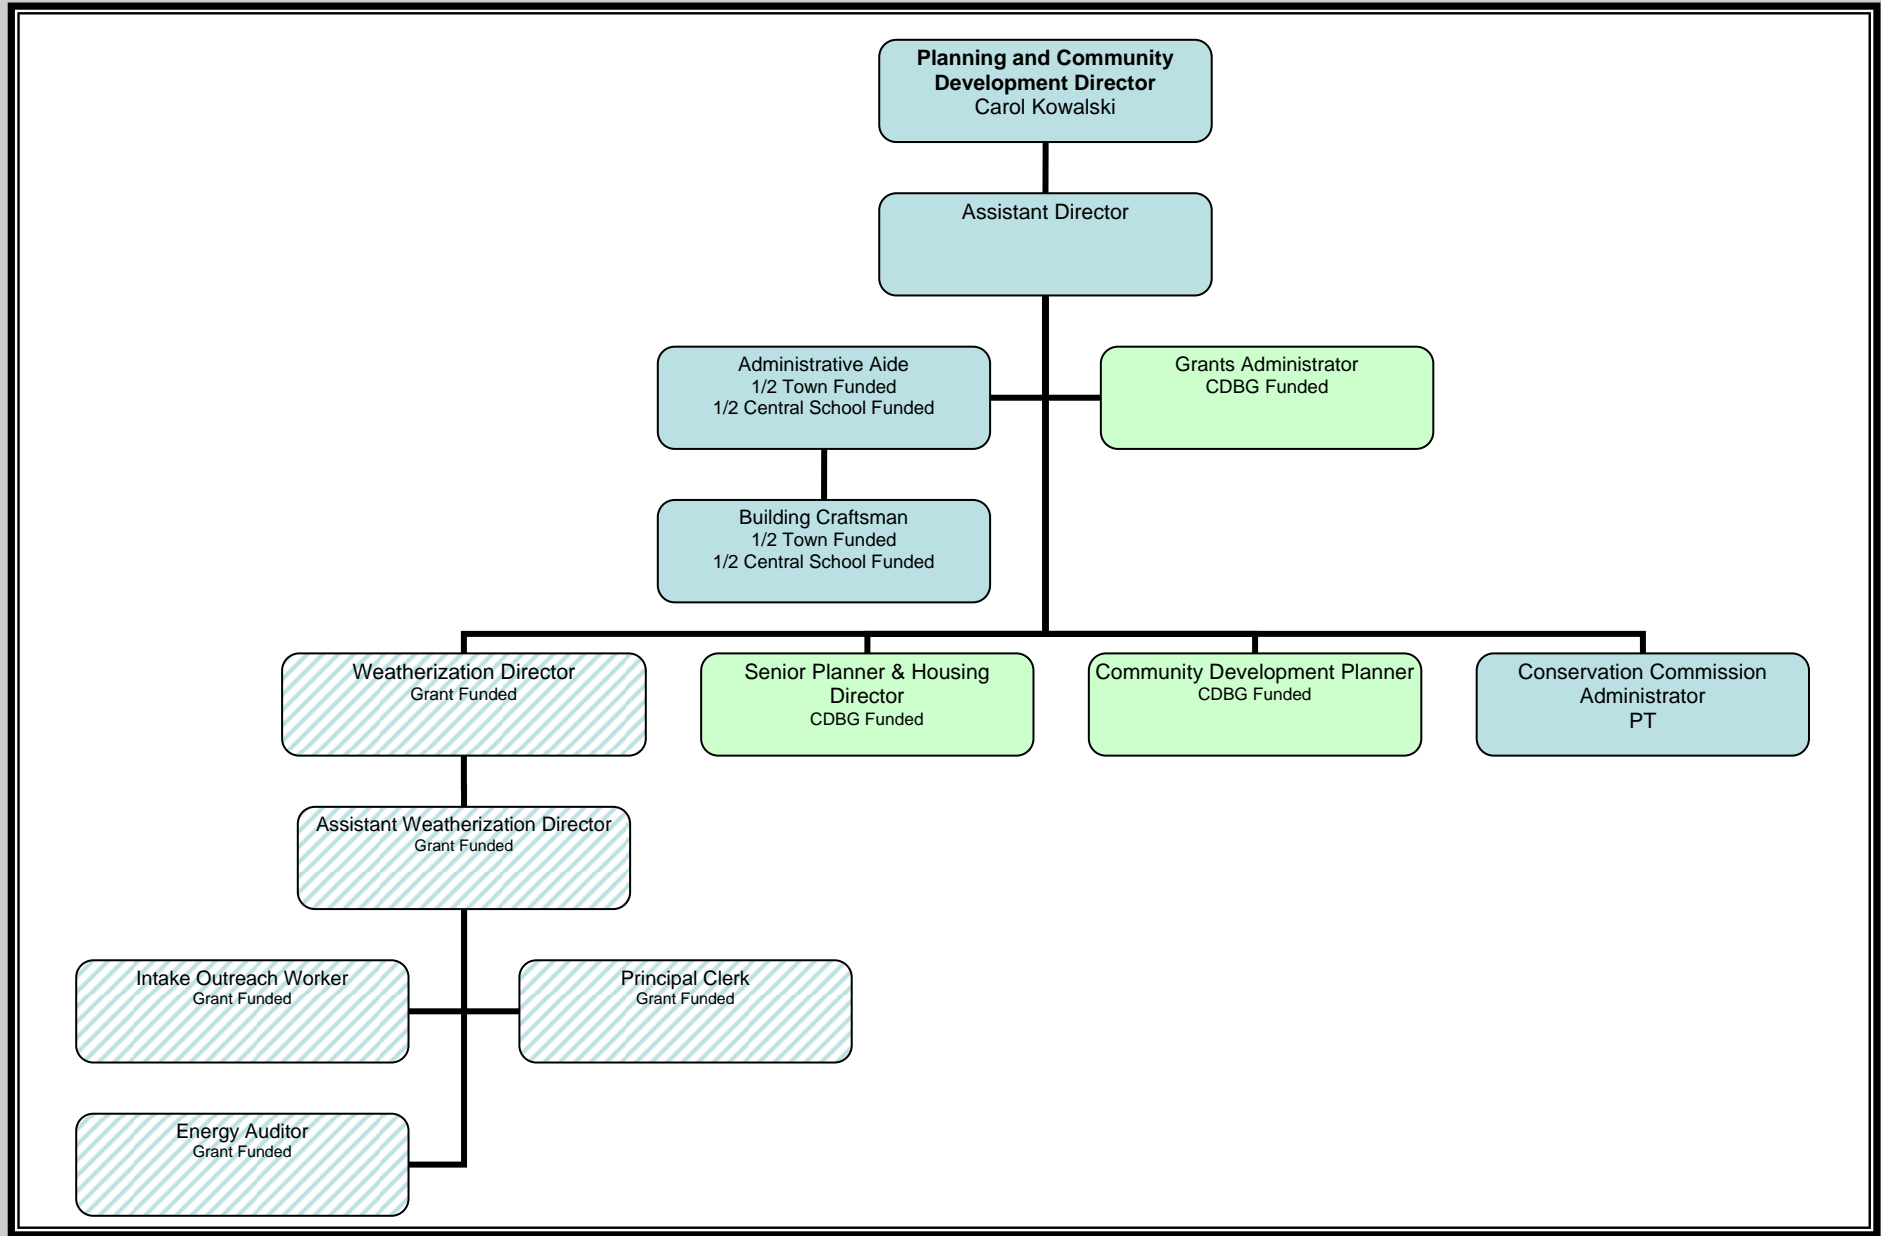 Planning and Community
Development Director
Carol Kowalski
Assistant Director
Administrative Aide
1/2 Town Funded
1/2 Central School Funded
Grants Administrator
CDBG Funded
Building Craftsman
1/2 Town Funded
1/2 Central School Funded
Weatherization Director
Grant Funded
Senior Planner & Housing
Director
CDBG Funded
Community Development Planner
CDBG Funded
Conservation Commission
Administrator
PT
Assistant Weatherization Director
Grant Funded
Intake Outreach Worker
Grant Funded
Principal Clerk
Grant Funded
Energy Auditor
Grant Funded